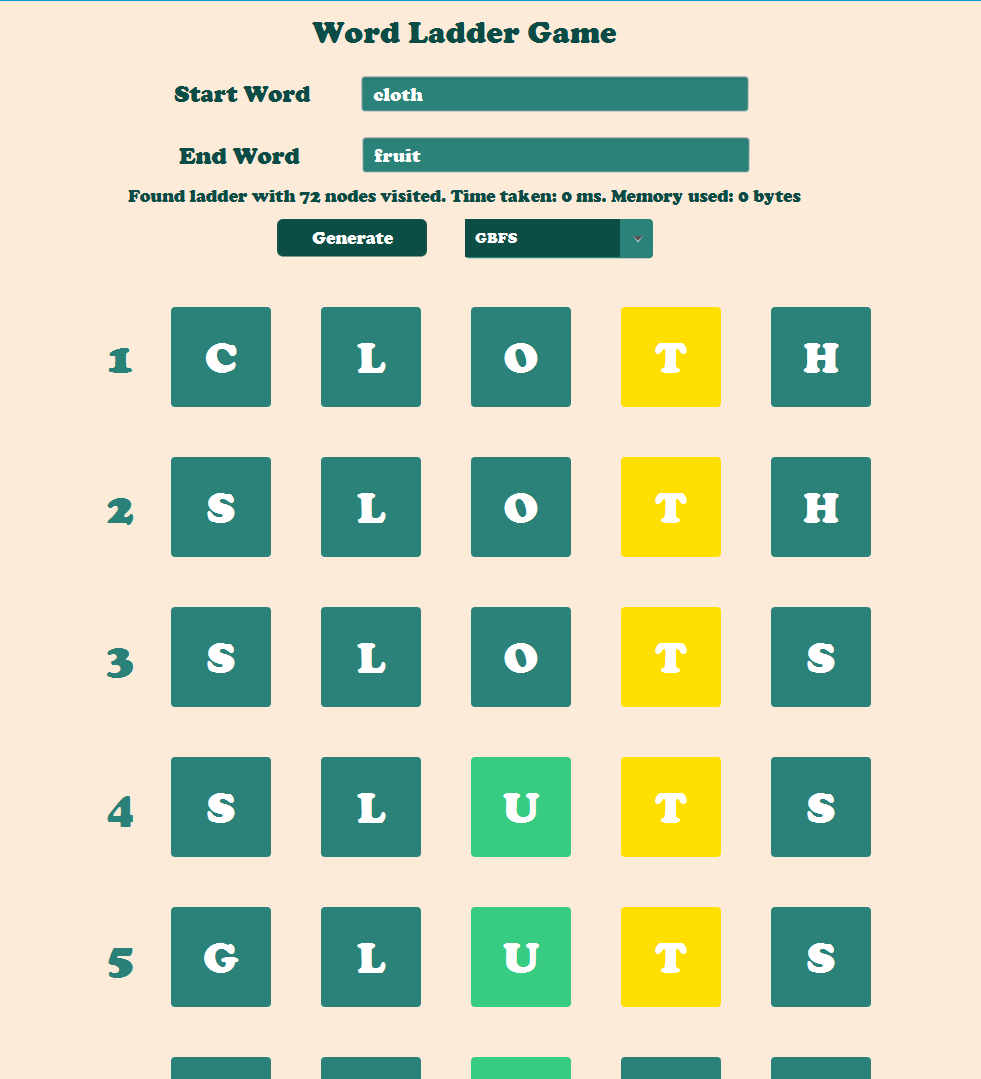 Word Ladder Game
Start Word cloth
End Word fruit
Found ladder with 72 nodes visited. Time taken: 0 ms. Memory used: 0 bytes
Generate GBFS
1 C L O T H
2 S L O T H
3 S L O T S
4 S L U T S
5 G L U T S